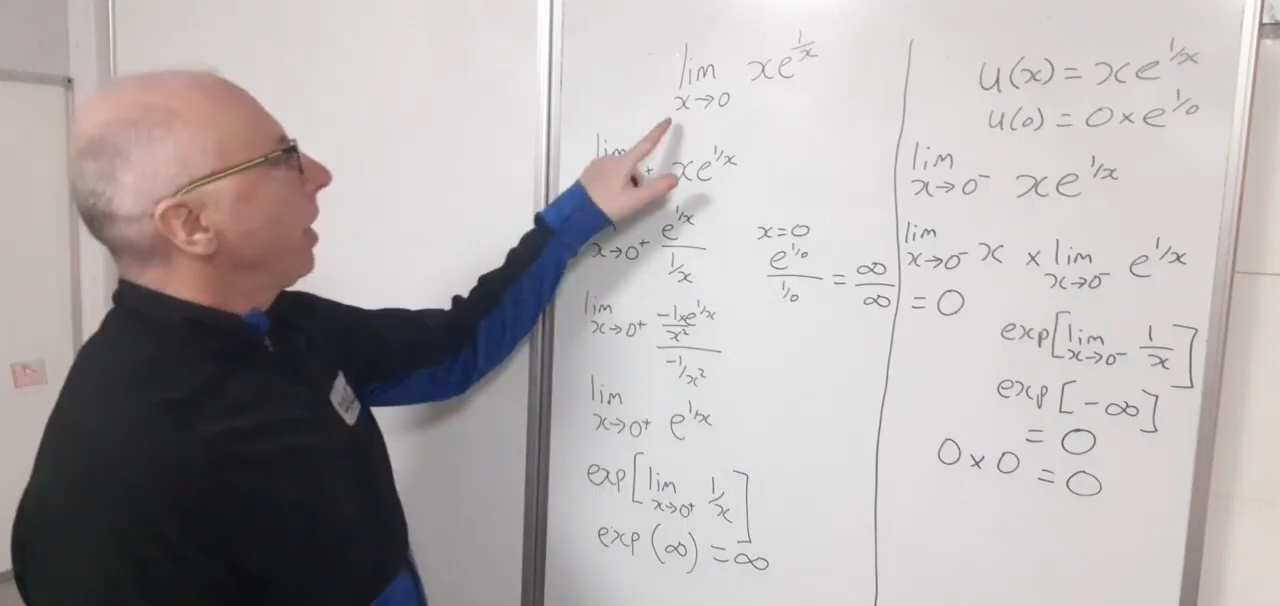 lim xe^{1/x}
x→0
lim
+ xe^{1/x}
x→0⁺ e^{1/x}
1/x
x=0
e^{1/0}
1/0
= ∞/∞
lim
x→0⁺ -1xe^{1/x}
x²
-1/x²
lim
x→0⁺ e^{1/x}
exp[lim 1/x]
x→0⁺
exp(∞) = ∞
u(x) = xe^{1/x}
u(0) = 0×e^{1/0}
lim
x→0⁻ xe^{1/x}
lim
x→0⁻ x × lim e^{1/x}
x→0⁻
= 0
exp[lim 1/x]
x→0⁻
exp[-∞]
= 0
0×0 = 0